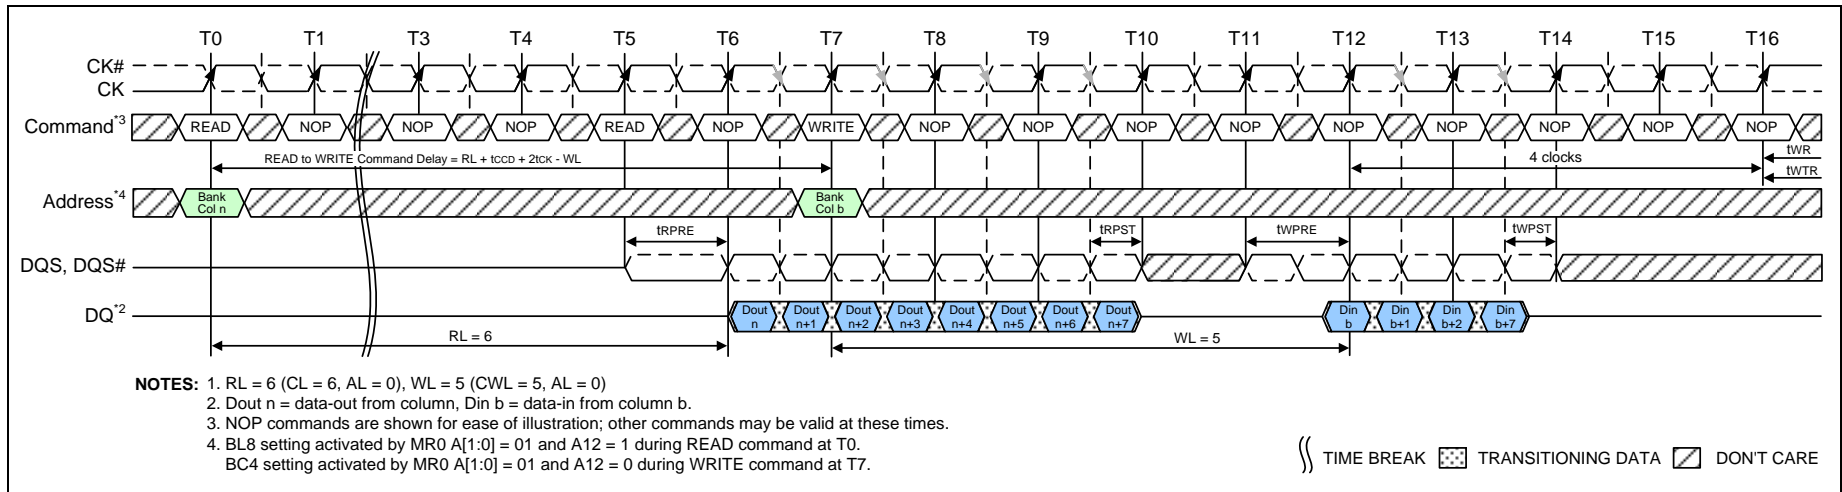 T0 T1 T3 T4 T5 T6 T7 T8 T9 T10 T11 T12 T13 T14 T15 T16
CK#
CK
Command*3 READ NOP NOP NOP READ NOP WRITE NOP NOP NOP NOP NOP NOP NOP NOP NOP
READ to WRITE Command Delay = RL + tCCD + 2tCK - WL
4 clocks
tWR
tWTR
Address*4
Bank Col n
Bank Col b
tRPRE tRPST tWPRE tWPST
DQS, DQS#
DQ*2
Dout n Dout n+1 Dout n+2 Dout n+3 Dout n+4 Dout n+5 Dout n+6 Dout n+7 Din b Din b+1 Din b+2 Din b+7
RL = 6
WL = 5
NOTES: 1. RL = 6 (CL = 6, AL = 0), WL = 5 (CWL = 5, AL = 0)
2. Dout n = data-out from column, Din b = data-in from column b.
3. NOP commands are shown for ease of illustration; other commands may be valid at these times.
4. BL8 setting activated by MR0 A[1:0] = 01 and A12 = 1 during READ command at T0.
BC4 setting activated by MR0 A[1:0] = 01 and A12 = 0 during WRITE command at T7.
TIME BREAK TRANSITIONING DATA DON'T CARE